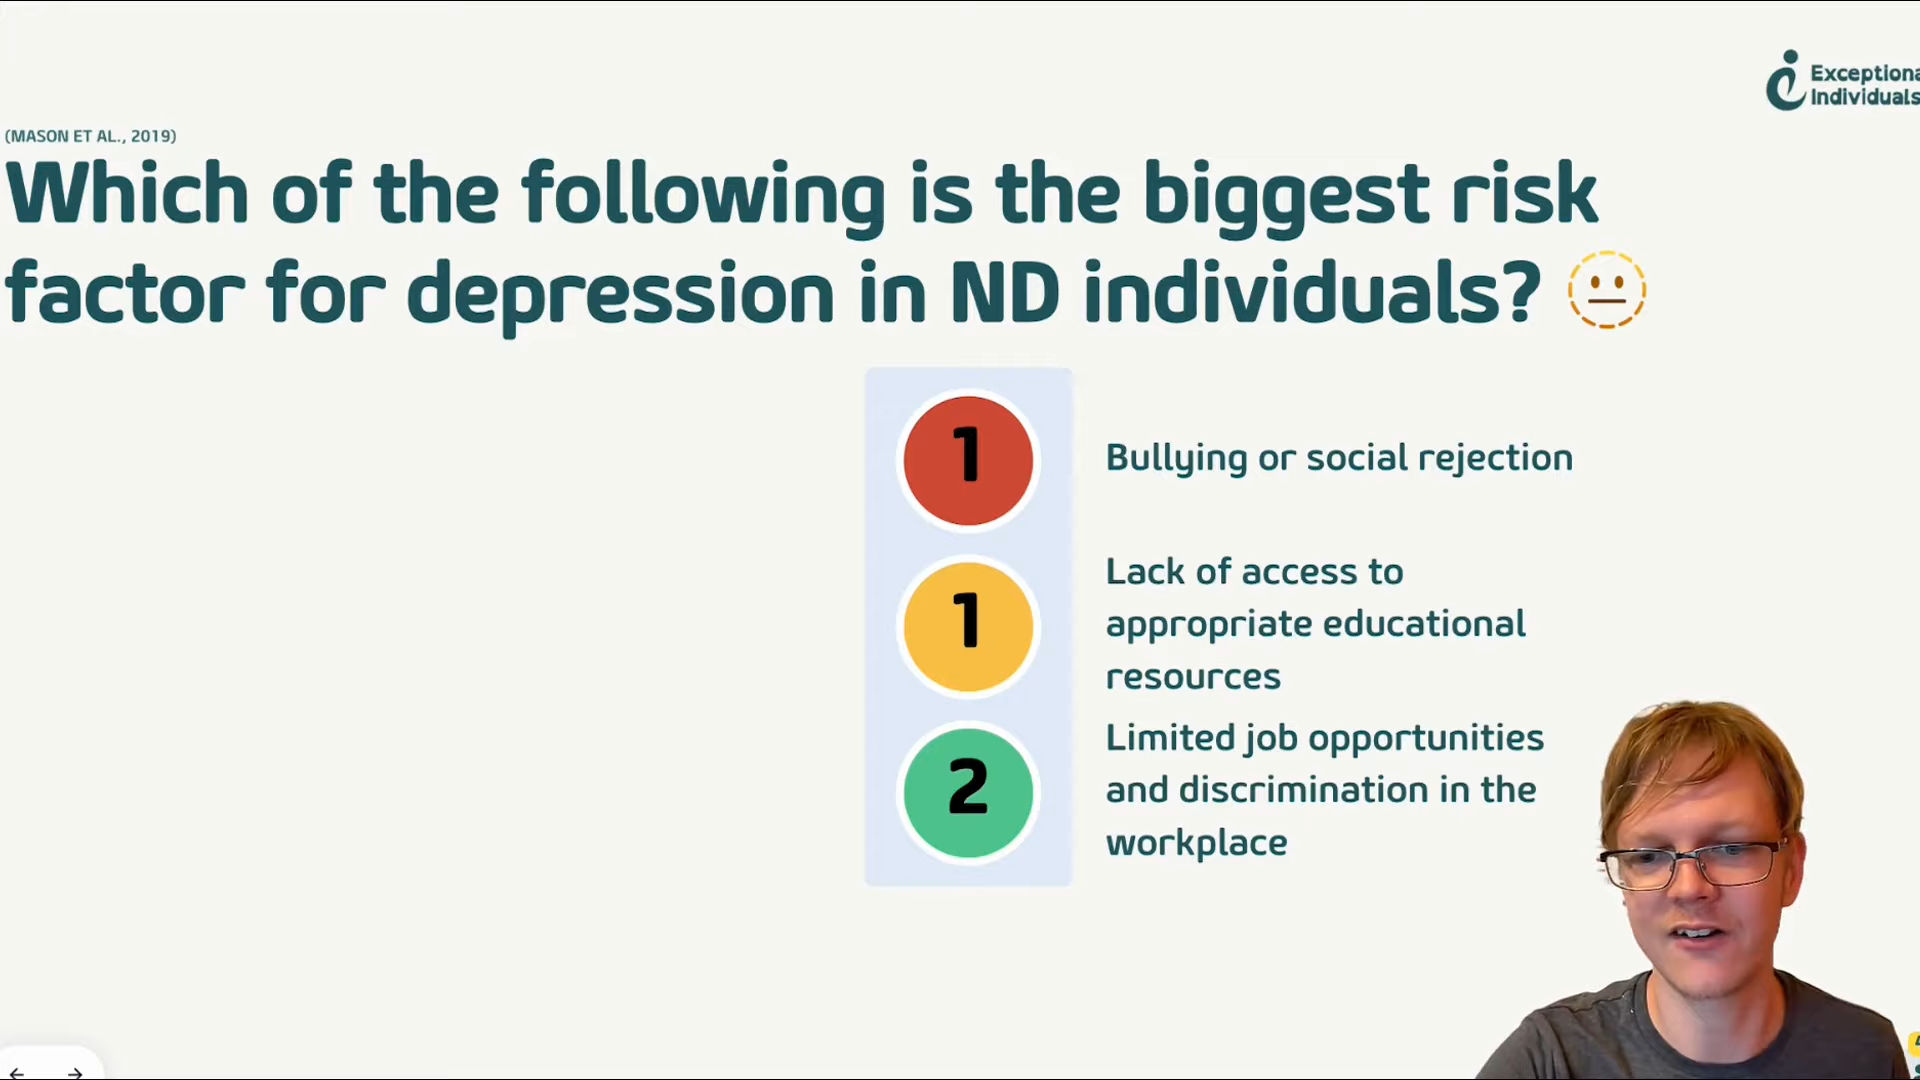 Exceptiona
Individuals
(MASON ET AL., 2019)
Which of the following is the biggest risk
factor for depression in ND individuals?
1
Bullying or social rejection
1
Lack of access to
appropriate educational
resources
2
Limited job opportunities
and discrimination in the
workplace